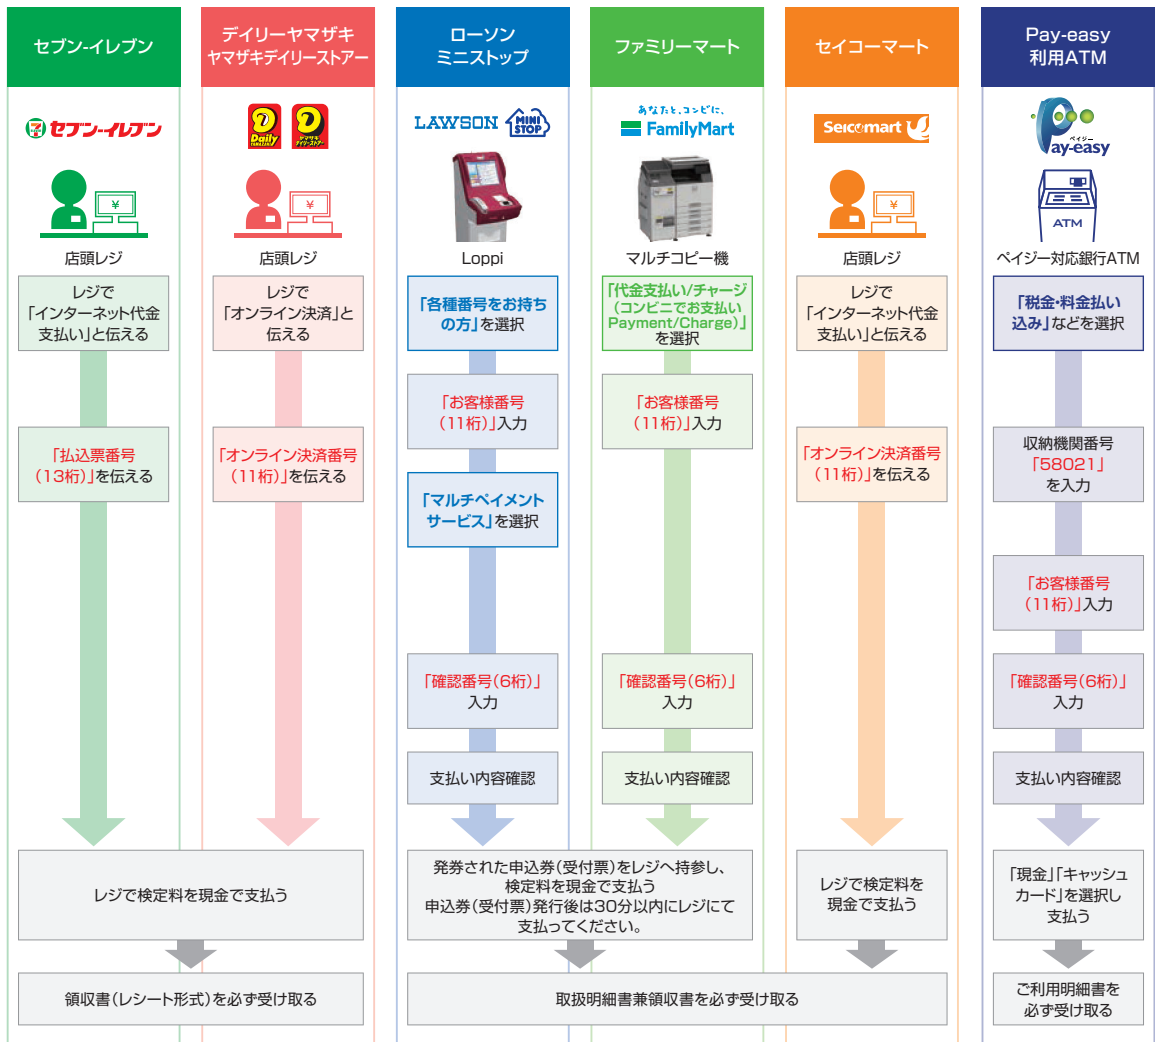 セブン-イレブン
セブン-イレブン
店頭レジ
レジで
「インターネット代金
支払い」と伝える
「払込票番号
(13桁)」を伝える
デイリーヤマザキ
ヤマザキデイリーストアー
Daily
YAMAZAKI
ヤマザキ
デイリーストアー
店頭レジ
レジで
「オンライン決済」と
伝える
「オンライン決済番号
(11桁)」を伝える
レジで検定料を現金で支払う
領収書(レシート形式)を必ず受け取る
ローソン
ミニストップ
LAWSON
MINI
STOP
Loppi
「各種番号をお持ち
の方」を選択
「お客様番号
(11桁)」入力
「マルチペイメント
サービス」を選択
「確認番号(6桁)」
入力
支払い内容確認
ファミリーマート
あなたと、コンビに、
FamilyMart
マルチコピー機
「代金支払い/チャージ
(コンビニでお支払い
Payment/Charge)」
を選択
「お客様番号
(11桁)」入力
「確認番号(6桁)」
入力
支払い内容確認
発券された申込券(受付票)をレジへ持参し、
検定料を現金で支払う
申込券(受付票)発行後は30分以内にレジにて
支払ってください。
セイコーマート
Seicomart
店頭レジ
レジで
「インターネット代金
支払い」と伝える
「オンライン決済番号
(11桁)」を伝える
レジで検定料を
現金で支払う
取扱明細書兼領収書を必ず受け取る
Pay-easy
利用ATM
ペイジー
Pay-easy
ATM
ペイジー対応銀行ATM
「税金・料金払い
込み」などを選択
収納機関番号
「58021」
を入力
「お客様番号
(11桁)」入力
「確認番号(6桁)」
入力
支払い内容確認
「現金」「キャッシュ
カード」を選択し
支払う
ご利用明細書を
必ず受け取る